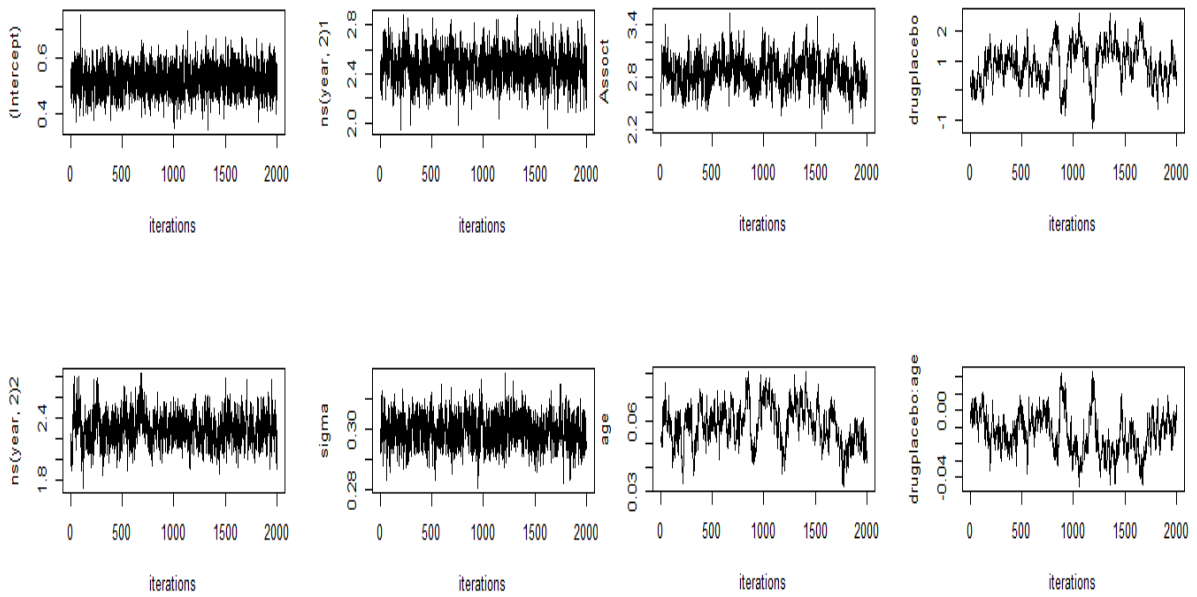 (Intercept)
0.4 0.6
0 500 1000 1500 2000
iterations
ns(year, 2)1
2.0 2.4 2.8
0 500 1000 1500 2000
iterations
Assoct
2.2 2.8 3.4
0 500 1000 1500 2000
iterations
drugplacebo
-1 1 2
0 500 1000 1500 2000
iterations
ns(year, 2)2
1.8 2.4
0 500 1000 1500 2000
iterations
sigma
0.28 0.30
0 500 1000 1500 2000
iterations
age
0.03 0.06
0 500 1000 1500 2000
iterations
drugplacebo:age
-0.04 0.00
0 500 1000 1500 2000
iterations